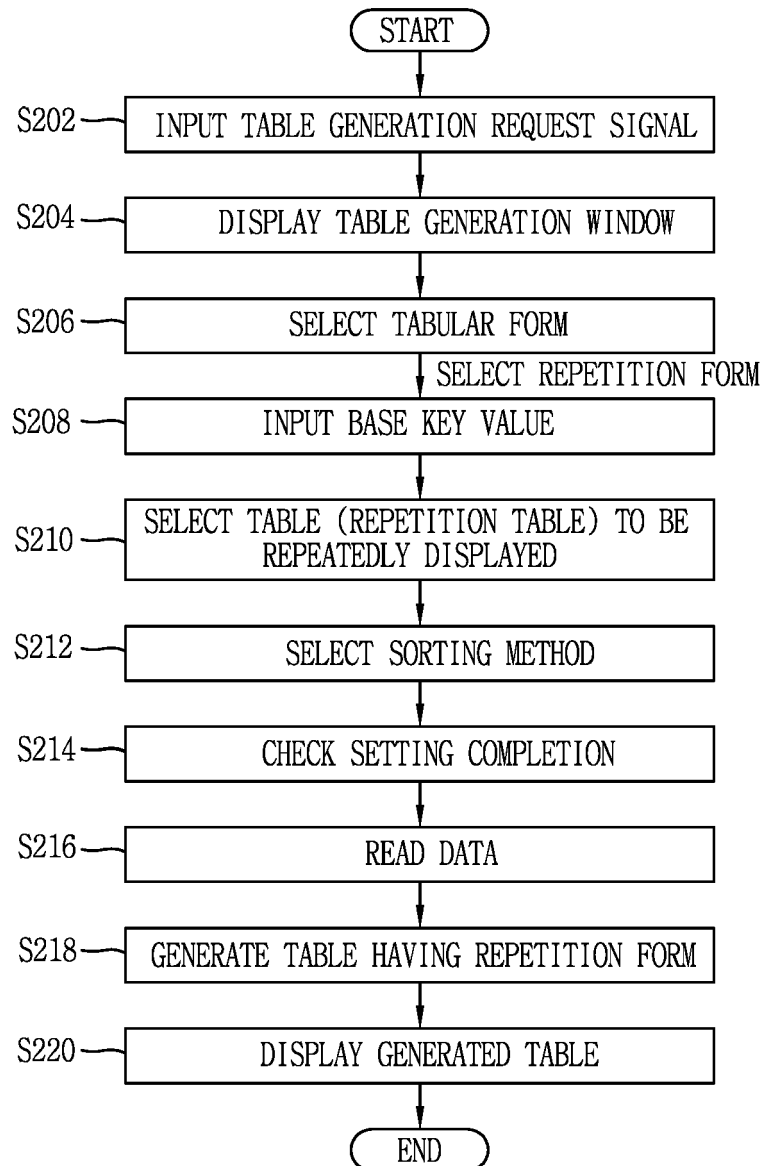 START
S202
INPUT TABLE GENERATION REQUEST SIGNAL
S204
DISPLAY TABLE GENERATION WINDOW
S206
SELECT TABULAR FORM
SELECT REPETITION FORM
S208
INPUT BASE KEY VALUE
S210
SELECT TABLE (REPETITION TABLE) TO BE
REPEATEDLY DISPLAYED
S212
SELECT SORTING METHOD
S214
CHECK SETTING COMPLETION
S216
READ DATA
S218
GENERATE TABLE HAVING REPETITION FORM
S220
DISPLAY GENERATED TABLE
END